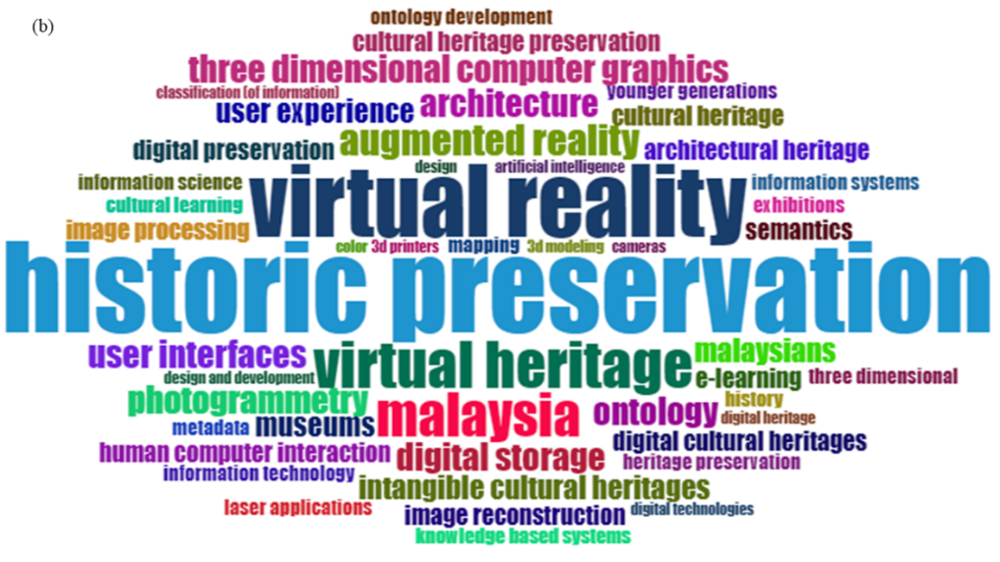 (b)
ontology development
cultural heritage preservation
three dimensional computer graphics
classification (of information)
younger generations
user experience
architecture
cultural heritage
digital preservation
augmented reality
architectural heritage
design
artificial intelligence
information science
virtual reality
information systems
cultural learning
exhibitions
image processing
semantics
color
3d printers
mapping
3d modeling
cameras
historic preservation
user interfaces
virtual heritage
malaysians
design and development
e-learning
three dimensional
photogrammetry
malaysia
ontology
history
digital heritage
metadata
museums
digital cultural heritages
human computer interaction
digital storage
heritage preservation
information technology
intangible cultural heritages
laser applications
image reconstruction
digital technologies
knowledge based systems